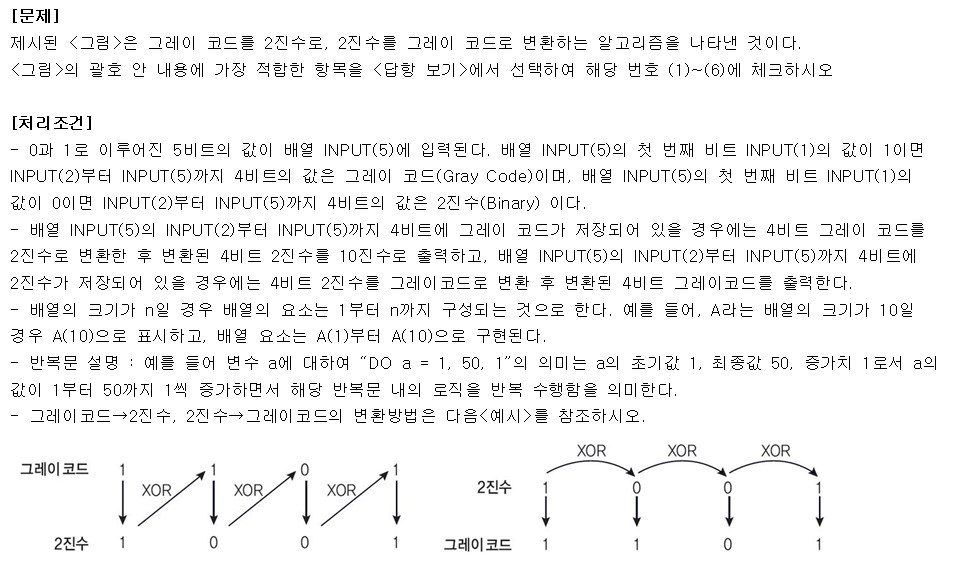 [문제]
제시된 <그림>은 그레이 코드를 2진수로, 2진수를 그레이 코드로 변환하는 알고리즘을 나타낸 것이다.
<그림>의 괄호 안 내용에 가장 적합한 항목을 <답항 보기>에서 선택하여 해당 번호 (1)~(6)에 체크하시오
[처리조건]
- 0과 1로 이루어진 5비트의 값이 배열 INPUT(5)에 입력된다. 배열 INPUT(5)의 첫 번째 비트 INPUT(1)의 값이 1이면
INPUT(2)부터 INPUT(5)까지 4비트의 값은 그레이 코드(Gray Code)이며, 배열 INPUT(5)의 첫 번째 비트 INPUT(1)의
값이 0이면 INPUT(2)부터 INPUT(5)까지 4비트의 값은 2진수(Binary) 이다.
- 배열 INPUT(5)의 INPUT(2)부터 INPUT(5)까지 4비트에 그레이 코드가 저장되어 있을 경우에는 4비트 그레이 코드를
2진수로 변환한 후 변환된 4비트 2진수를 10진수로 출력하고, 배열 INPUT(5)의 INPUT(2)부터 INPUT(5)까지 4비트에
2진수가 저장되어 있을 경우에는 4비트 2진수를 그레이코드로 변환 후 변환된 4비트 그레이코드를 출력한다.
- 배열의 크기가 n일 경우 배열의 요소는 1부터 n까지 구성되는 것으로 한다. 예를 들어, A라는 배열의 크기가 10일
경우 A(10)으로 표시하고, 배열 요소는 A(1)부터 A(10)으로 구현된다.
- 반복문 설명 : 예를 들어 변수 a에 대하여 “DO a = 1, 50, 1”의 의미는 a의 초기값 1, 최종값 50, 증가치 1로서 a의
값이 1부터 50까지 1씩 증가하면서 해당 반복문 내의 로직을 반복 수행함을 의미한다.
- 그레이코드→2진수, 2진수→그레이코드의 변환방법은 다음<예시>를 참조하시오.
그레이코드 1 1 0 1
XOR XOR XOR
2진수 1 0 0 1
XOR XOR XOR
2진수 1 0 0 1
그레이코드 1 1 0 1